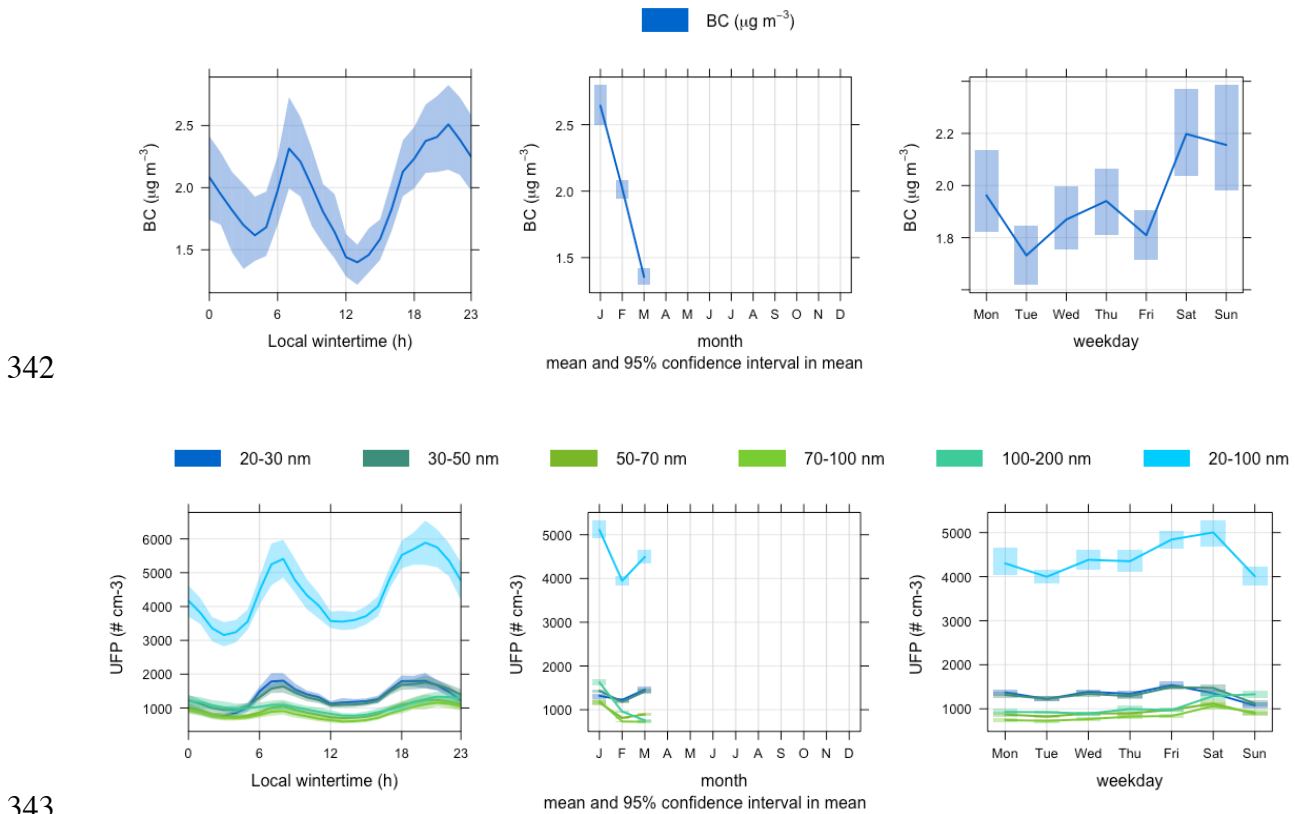 BC (μg m⁻³)
BC (μg m⁻³)
2.5
2.0
1.5
0 6 12 18 23
Local wintertime (h)
BC (μg m⁻³)
2.5
2.0
1.5
J F M A M J J A S O N D
month
mean and 95% confidence interval in mean
BC (μg m⁻³)
2.2
2.0
1.8
Mon Tue Wed Thu Fri Sat Sun
weekday
342
20-30 nm 30-50 nm 50-70 nm 70-100 nm 100-200 nm 20-100 nm
UFP (# cm-3)
6000
5000
4000
3000
2000
1000
0 6 12 18 23
Local wintertime (h)
UFP (# cm-3)
5000
4000
3000
2000
1000
J F M A M J J A S O N D
month
mean and 95% confidence interval in mean
UFP (# cm-3)
5000
4000
3000
2000
1000
Mon Tue Wed Thu Fri Sat Sun
weekday
343